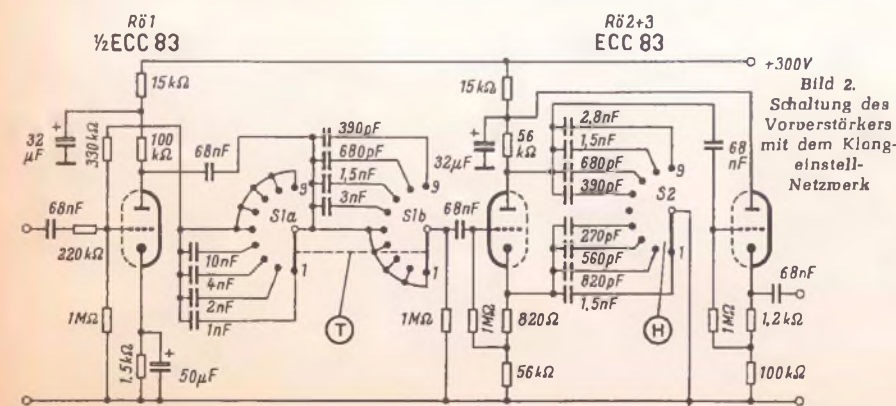 Rö1
½ECC 83
Rö2+3
ECC 83
+300V
Bild 2.
Schaltung des
Vorverstärkers
mit dem Klang-
einstell-
Netzwerk
15kΩ
32
µF
330kΩ
100
kΩ
68nF
68nF
220kΩ
1MΩ
1,5kΩ
50µF
390pF
680pF
1,5nF
3nF
9
S1a
9
S1b
10nF
4nF
2nF
1nF
1
1
T
1MΩ
68nF
15kΩ
32µF
56
kΩ
1MΩ
820Ω
56kΩ
2,8nF
1,5nF
680pF
390pF
9
S2
270pF
560pF
820pF
1,5nF
1
H
68
nF
1MΩ
68nF
1,2kΩ
100kΩ